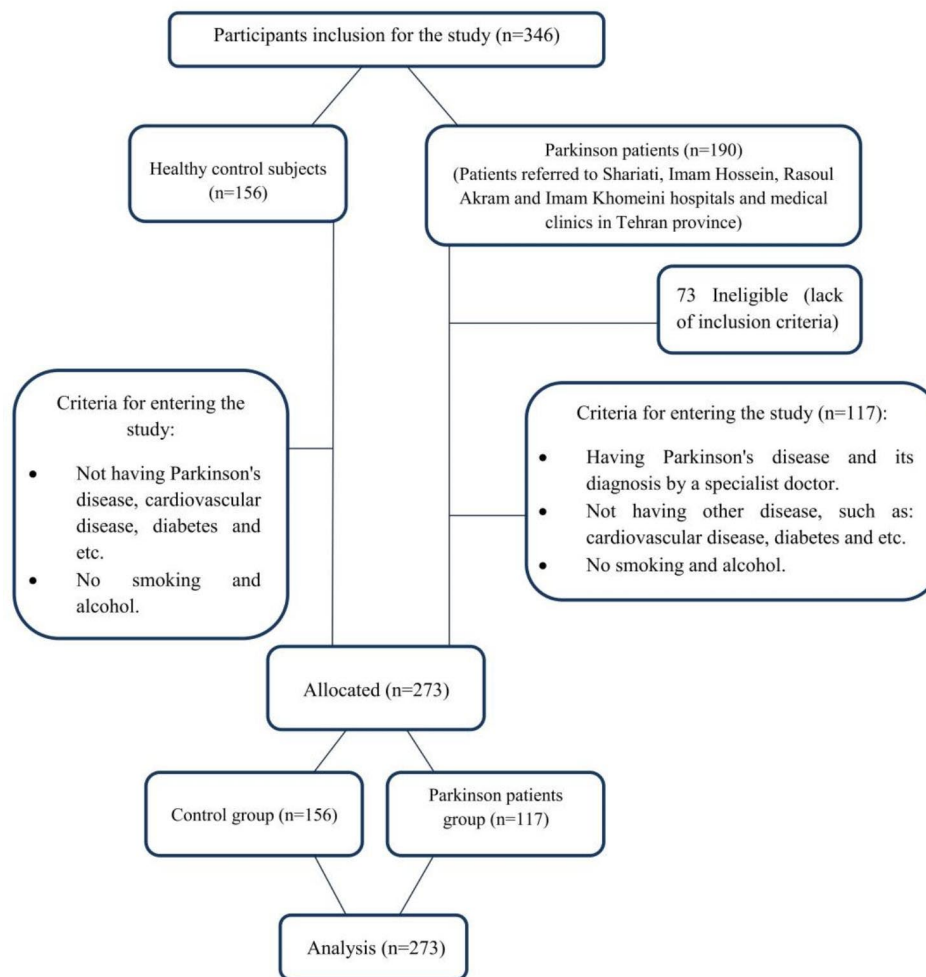 Participants inclusion for the study (n=346)
Healthy control subjects
(n=156)
Parkinson patients (n=190)
(Patients referred to Shariati, Imam Hossein, Rasoul
Akram and Imam Khomeini hospitals and medical
clinics in Tehran province)
73 Ineligible (lack
of inclusion criteria)
Criteria for entering the
study:
• Not having Parkinson's
disease, cardiovascular
disease, diabetes and
etc.
• No smoking and
alcohol.
Criteria for entering the study (n=117):
• Having Parkinson's disease and its
diagnosis by a specialist doctor.
• Not having other disease, such as:
cardiovascular disease, diabetes and etc.
• No smoking and alcohol.
Allocated (n=273)
Control group (n=156)
Parkinson patients
group (n=117)
Analysis (n=273)